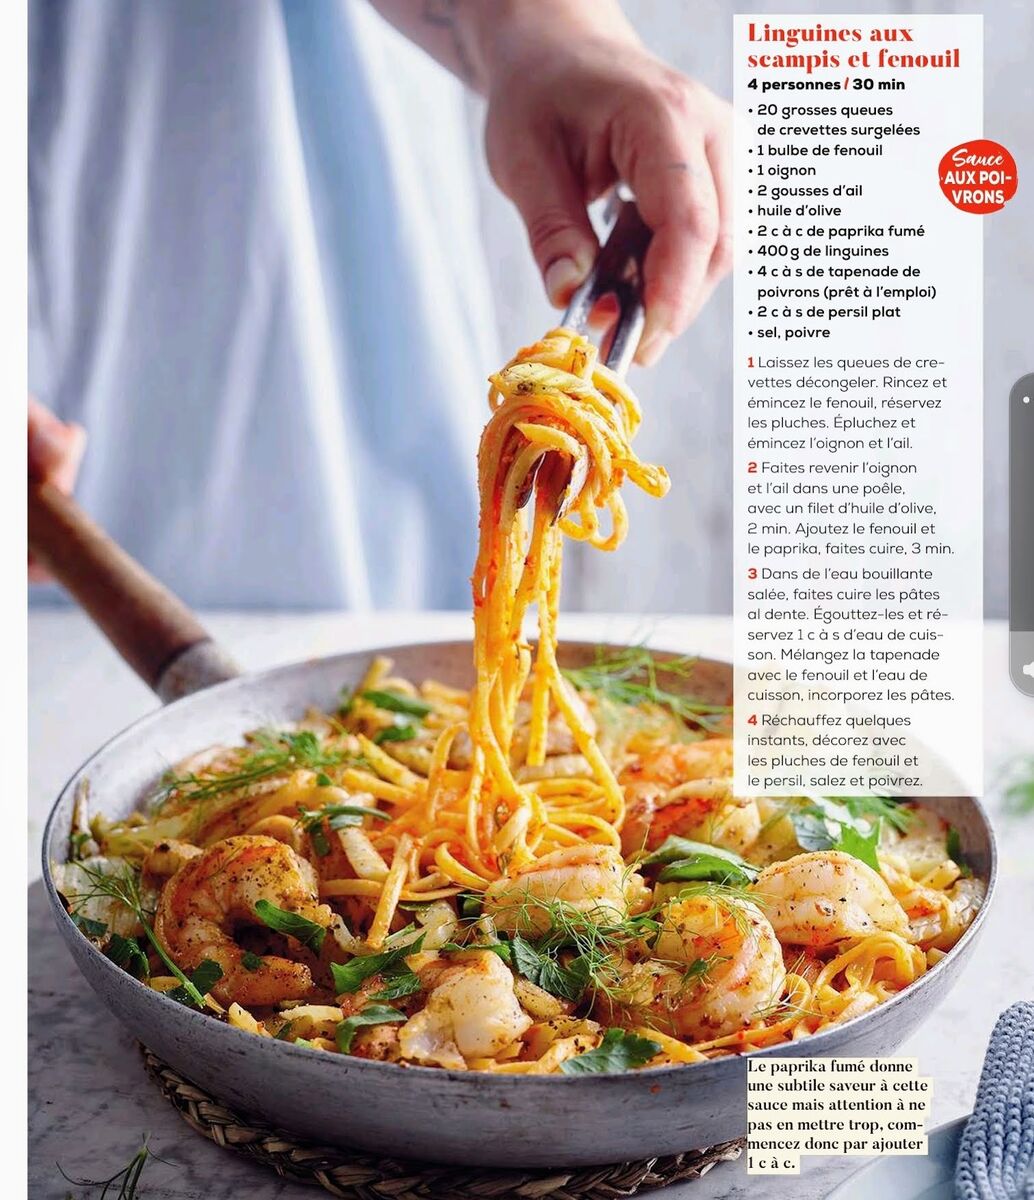 Linguines aux
scampis et fenouil
4 personnes / 30 min
• 20 grosses queues
de crevettes surgelées
• 1 bulbe de fenouil
• 1 oignon
• 2 gousses d'ail
• huile d'olive
• 2 c à c de paprika fumé
• 400 g de linguines
• 4 c à s de tapenade de
poivrons (prêt à l'emploi)
• 2 c à s de persil plat
• sel, poivre
Sauce
AUX POI-
VRONS
1 Laissez les queues de cre-
vettes décongeler. Rincez et
émincez le fenouil, réservez
les pluches. Épluchez et
émincez l'oignon et l'ail.
2 Faites revenir l'oignon
et l'ail dans une poêle,
avec un filet d'huile d'olive,
2 min. Ajoutez le fenouil et
le paprika, faites cuire, 3 min.
3 Dans de l'eau bouillante
salée, faites cuire les pâtes
al dente. Égouttez-les et ré-
servez 1 c à s d'eau de cuis-
son. Mélangez la tapenade
avec le fenouil et l'eau de
cuisson, incorporez les pâtes.
4 Réchauffez quelques
instants, décorez avec
les pluches de fenouil et
le persil, salez et poivrez.
Le paprika fumé donne
une subtile saveur à cette
sauce mais attention à ne
pas en mettre trop, com-
mencez donc par ajouter
1 c à c.